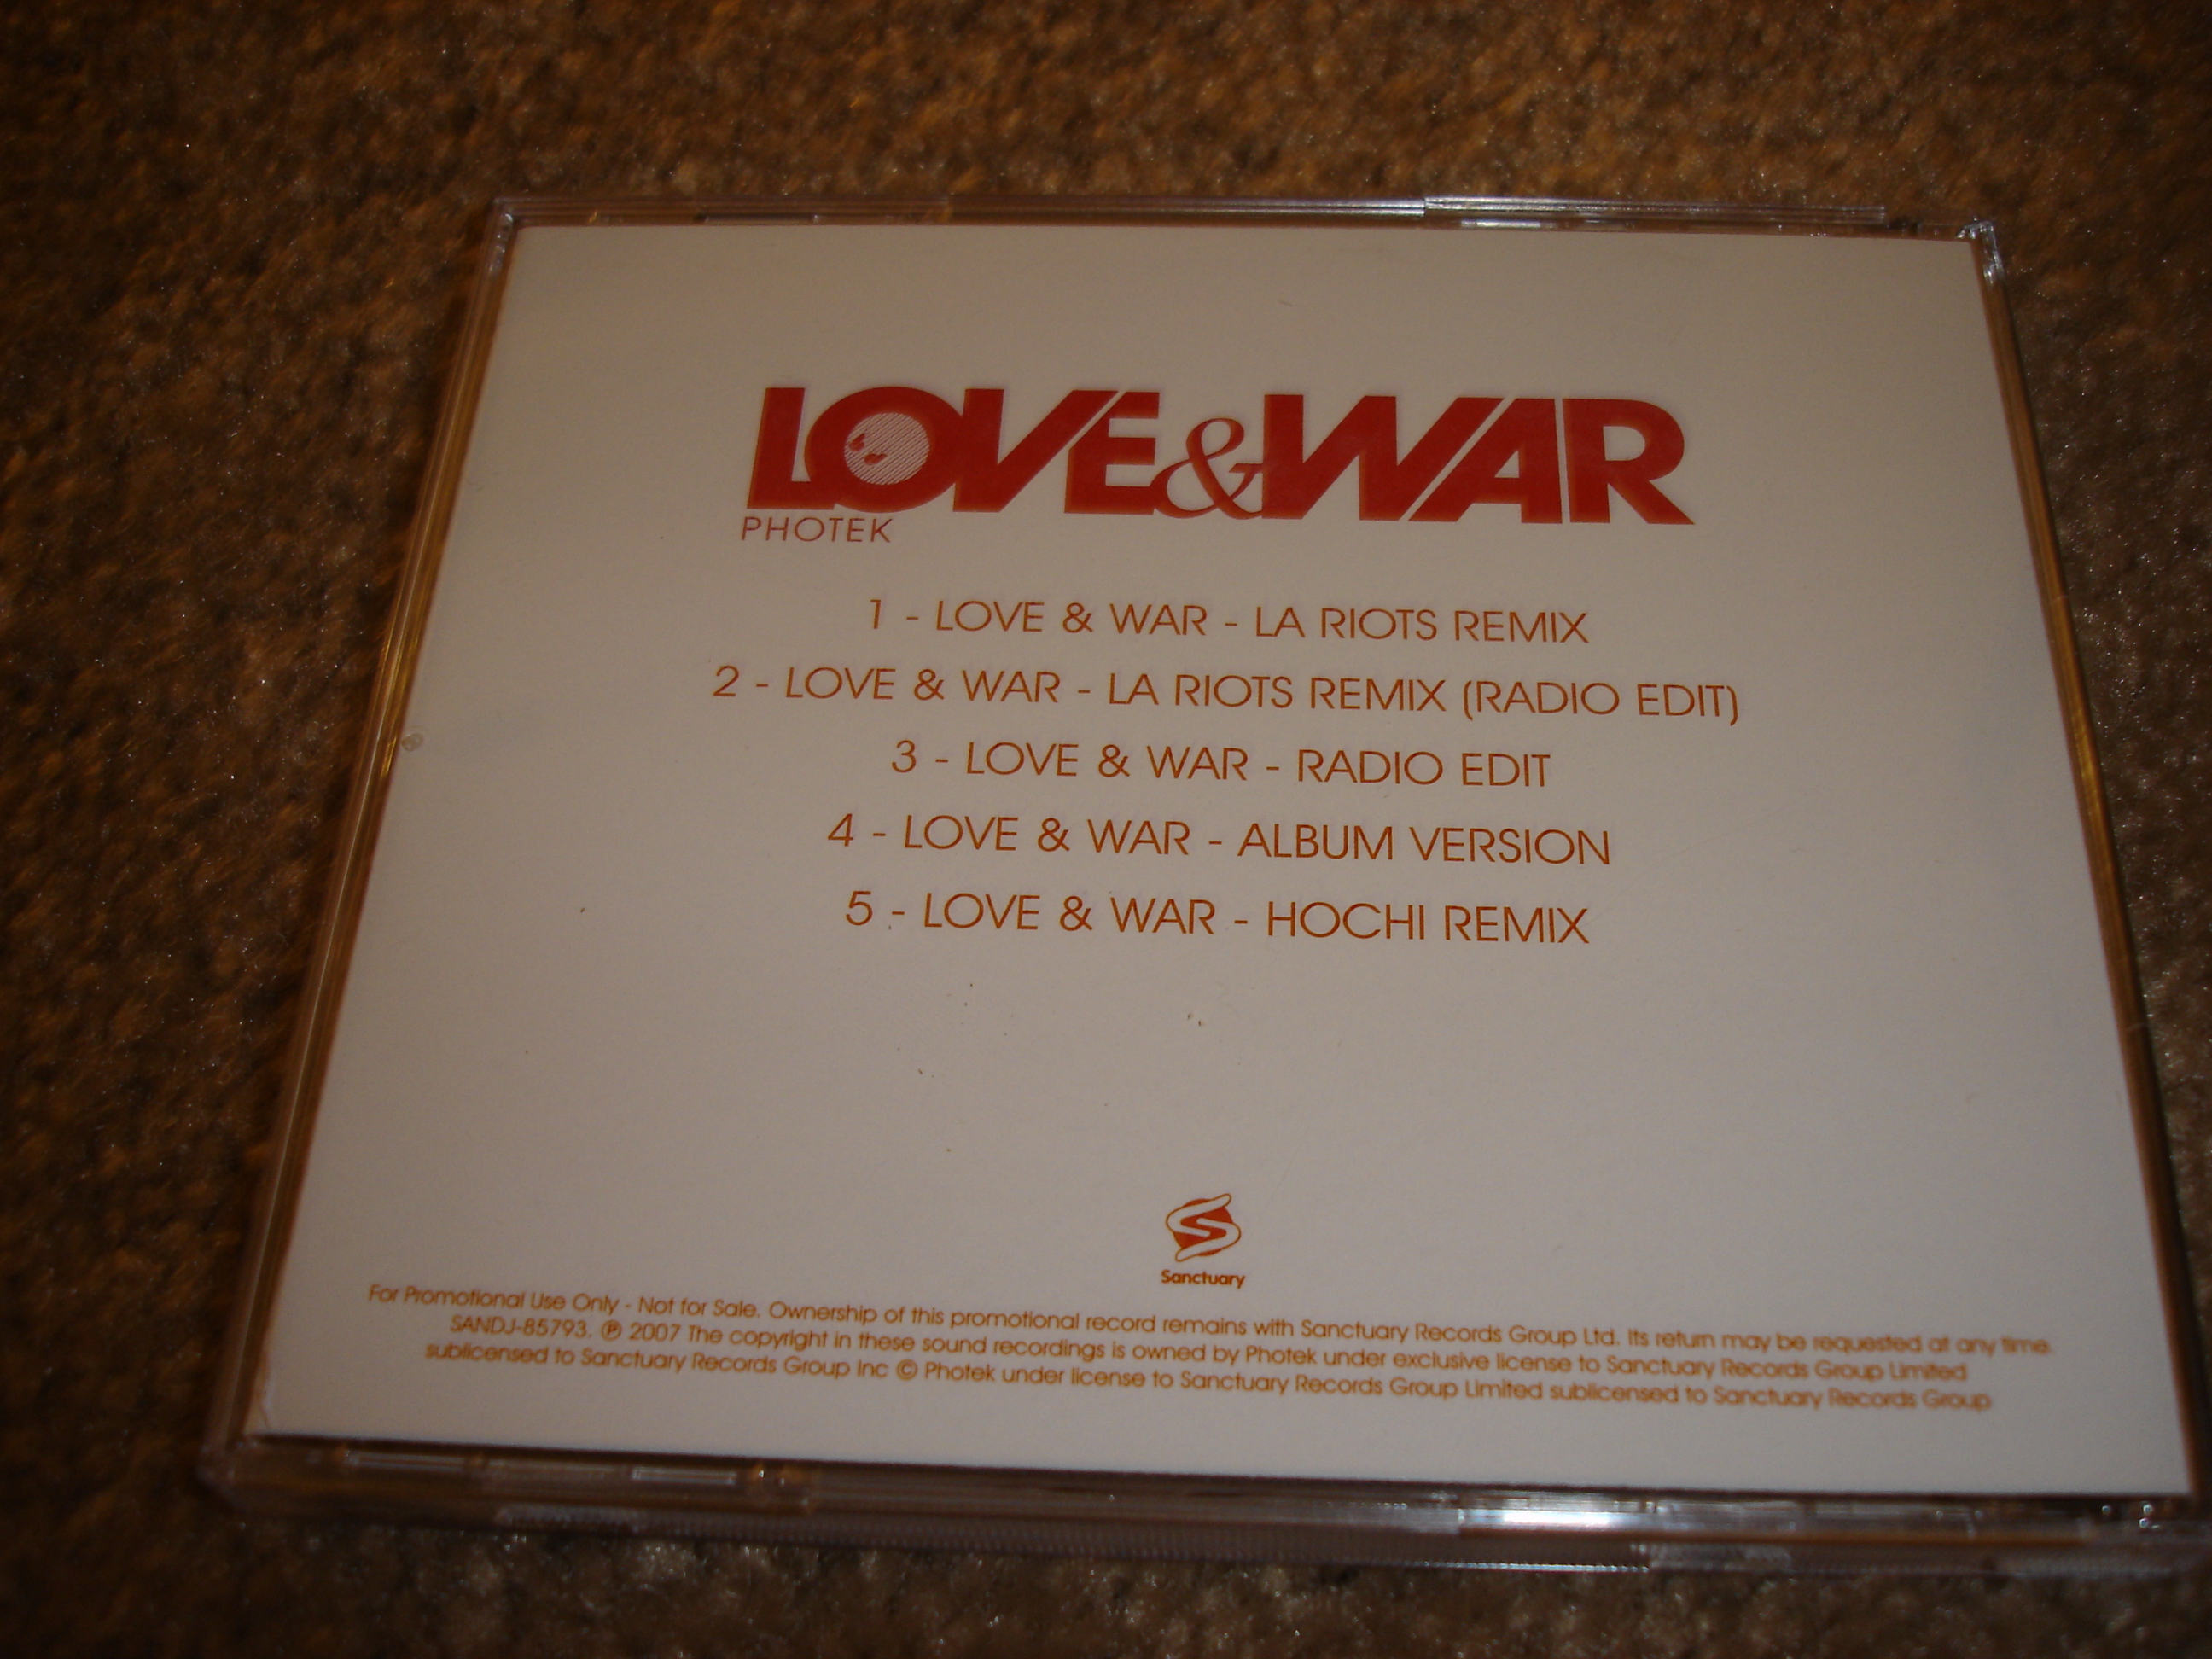 LOVE&WAR
PHOTEK
1 - LOVE & WAR - LA RIOTS REMIX
2 - LOVE & WAR - LA RIOTS REMIX (RADIO EDIT)
3 - LOVE & WAR - RADIO EDIT
4 - LOVE & WAR - ALBUM VERSION
5 - LOVE & WAR - HOCHI REMIX
Sanctuary
For Promotional Use Only - Not for Sale. Ownership of this promotional record remains with Sanctuary Records Group Ltd. Its return may be requested at any time.
SANDJ-85793. ℗ 2007 The copyright in these sound recordings is owned by Photek under exclusive license to Sanctuary Records Group Limited
sublicensed to Sanctuary Records Group Inc © Photek under license to Sanctuary Records Group Limited sublicensed to Sanctuary Records Group